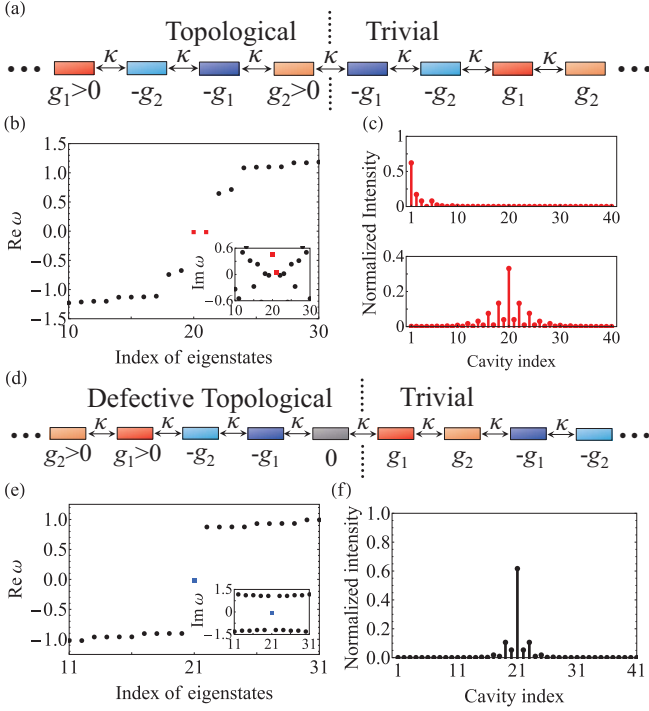 (a)
Topological Trivial
κ κ κ κ κ κ κ
g₁>0 -g₂ -g₁ g₂>0 -g₁ -g₂ g₁ g₂
(b)
Re ω
1.5
1.0
0.5
0.0
−0.5
−1.0
−1.5
10 20 30
Index of eigenstates
Im ω
0.6
0
−0.6
10 20 30
(c)
Normalized Intensity
1
0.5
0
1 10 20 30 40
0.4
0.2
0
1 10 20 30 40
Cavity index
(d)
Defective Topological Trivial
κ κ κ κ κ κ κ κ
g₂>0 g₁>0 -g₂ -g₁ 0 g₁ g₂ -g₁ -g₂
(e)
Re ω
1.0
0.5
0.0
−0.5
−1.0
11 21 31
Index of eigenstates
Im ω
1.5
0
−1.5
11 21 31
(f)
Normalized intensity
1.0
0.8
0.6
0.4
0.2
0.0
1 11 21 31 41
Cavity index